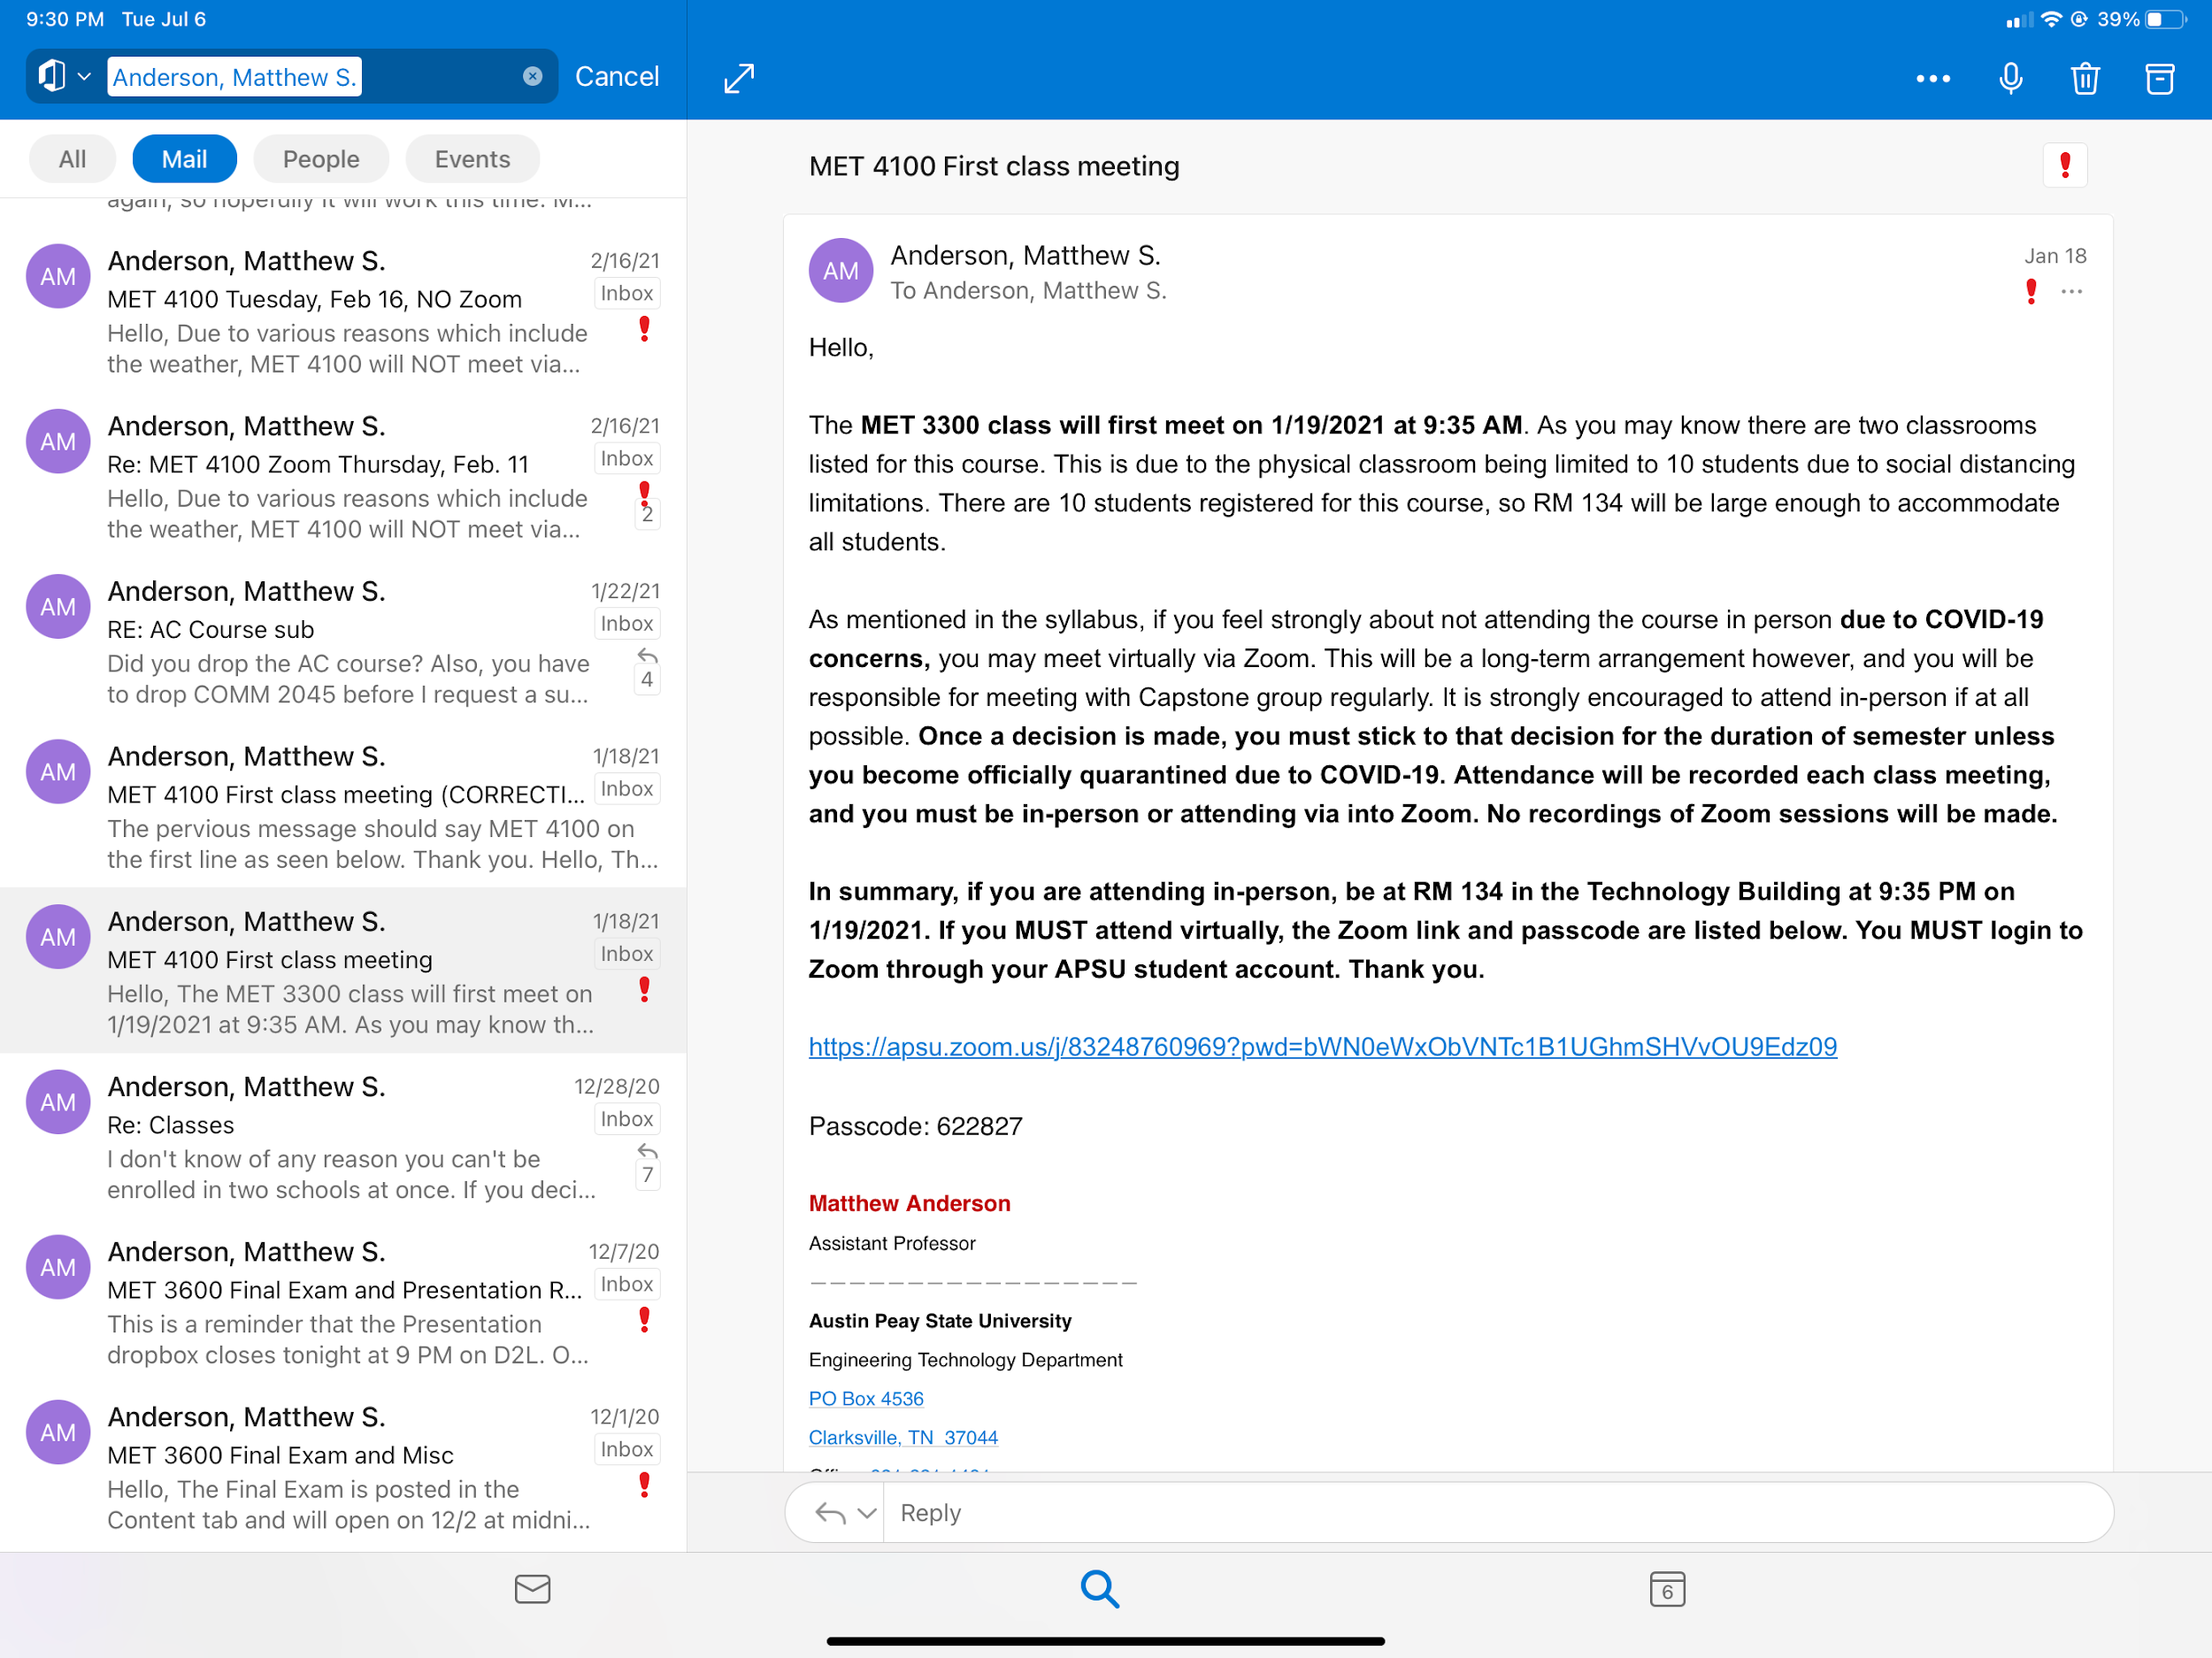 9:30 PM Tue Jul 6
39%
Anderson, Matthew S.
Cancel
All
Mail
People
Events
again, so hopefully it will work this time. M...
AM
Anderson, Matthew S.
2/16/21
MET 4100 Tuesday, Feb 16, NO Zoom
Inbox
Hello, Due to various reasons which include
the weather, MET 4100 will NOT meet via...
AM
Anderson, Matthew S.
2/16/21
Re: MET 4100 Zoom Thursday, Feb. 11
Inbox
Hello, Due to various reasons which include
2
the weather, MET 4100 will NOT meet via...
AM
Anderson, Matthew S.
1/22/21
RE: AC Course sub
Inbox
Did you drop the AC course? Also, you have
4
to drop COMM 2045 before I request a su...
AM
Anderson, Matthew S.
1/18/21
MET 4100 First class meeting (CORRECTI...
Inbox
The pervious message should say MET 4100 on
the first line as seen below. Thank you. Hello, Th...
AM
Anderson, Matthew S.
1/18/21
MET 4100 First class meeting
Inbox
Hello, The MET 3300 class will first meet on
1/19/2021 at 9:35 AM. As you may know th...
AM
Anderson, Matthew S.
12/28/20
Re: Classes
Inbox
I don't know of any reason you can't be
7
enrolled in two schools at once. If you deci...
AM
Anderson, Matthew S.
12/7/20
MET 3600 Final Exam and Presentation R...
Inbox
This is a reminder that the Presentation
dropbox closes tonight at 9 PM on D2L. O...
AM
Anderson, Matthew S.
12/1/20
MET 3600 Final Exam and Misc
Inbox
Hello, The Final Exam is posted in the
Content tab and will open on 12/2 at midni...
MET 4100 First class meeting
AM
Anderson, Matthew S.
Jan 18
To Anderson, Matthew S.
Hello,
The MET 3300 class will first meet on 1/19/2021 at 9:35 AM. As you may know there are two classrooms
listed for this course. This is due to the physical classroom being limited to 10 students due to social distancing
limitations. There are 10 students registered for this course, so RM 134 will be large enough to accommodate
all students.
As mentioned in the syllabus, if you feel strongly about not attending the course in person due to COVID-19
concerns, you may meet virtually via Zoom. This will be a long-term arrangement however, and you will be
responsible for meeting with Capstone group regularly. It is strongly encouraged to attend in-person if at all
possible. Once a decision is made, you must stick to that decision for the duration of semester unless
you become officially quarantined due to COVID-19. Attendance will be recorded each class meeting,
and you must be in-person or attending via into Zoom. No recordings of Zoom sessions will be made.
In summary, if you are attending in-person, be at RM 134 in the Technology Building at 9:35 PM on
1/19/2021. If you MUST attend virtually, the Zoom link and passcode are listed below. You MUST login to
Zoom through your APSU student account. Thank you.
https://apsu.zoom.us/j/83248760969?pwd=bWN0eWxObVNTc1B1UGhmSHVvOU9Edz09
Passcode: 622827
Matthew Anderson
Assistant Professor
_________________
Austin Peay State University
Engineering Technology Department
PO Box 4536
Clarksville, TN 37044
Reply
6